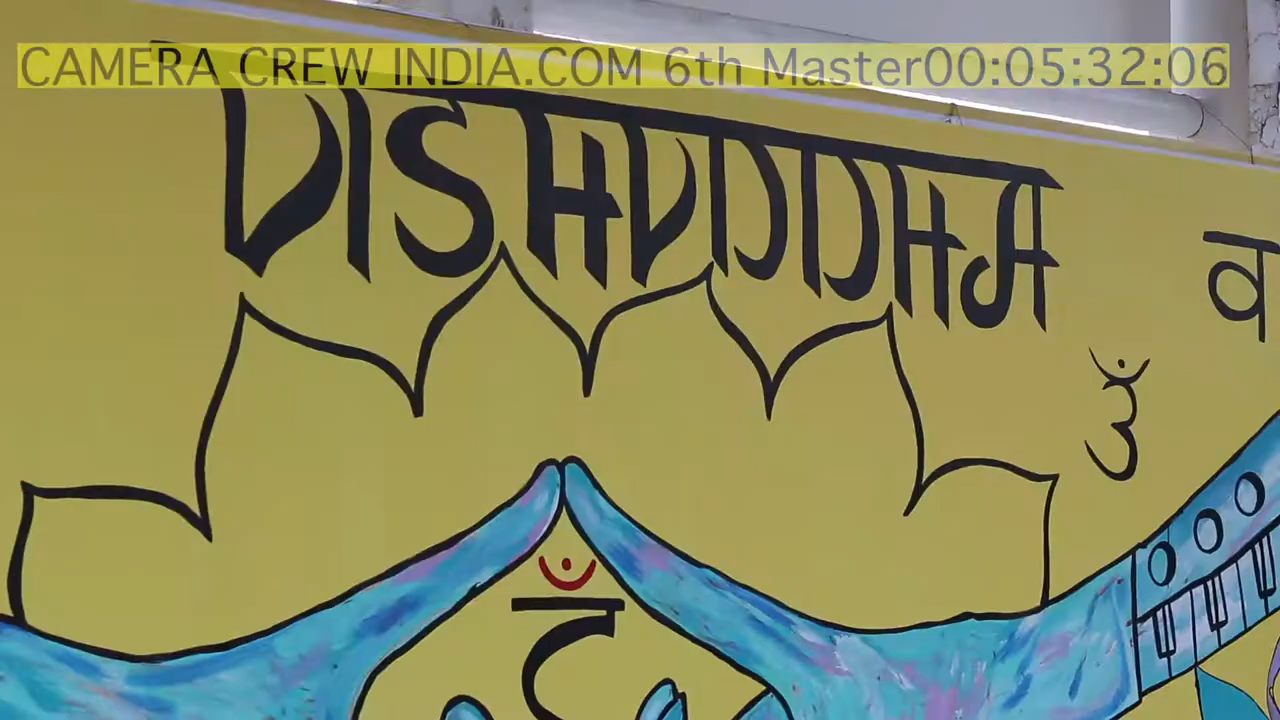 CAMERA CREW INDIA.COM 6th Master00:05:32:06
VISHUDDHA
व
ॐ